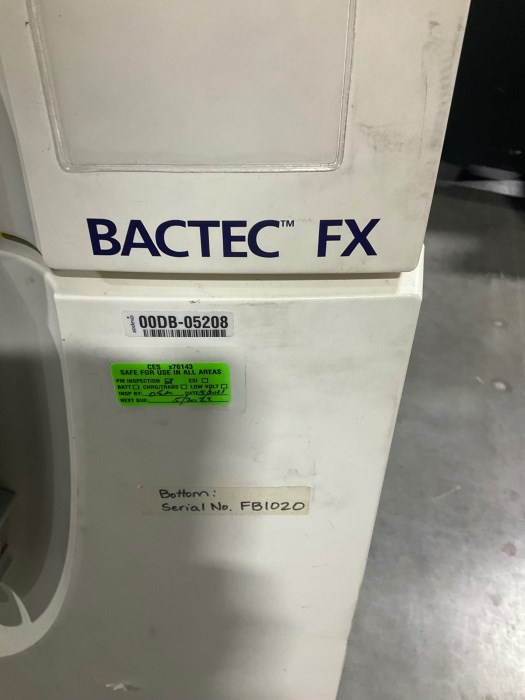 BACTEC™ FX
00DB-05208
CES x76143
SAFE FOR USE IN ALL AREAS
PM INSPECTION ESI
BATT CHRG/TRANS LOW VOLT
INSP BY:
NEXT DUE:
Bottom:
Serial No. FB1020